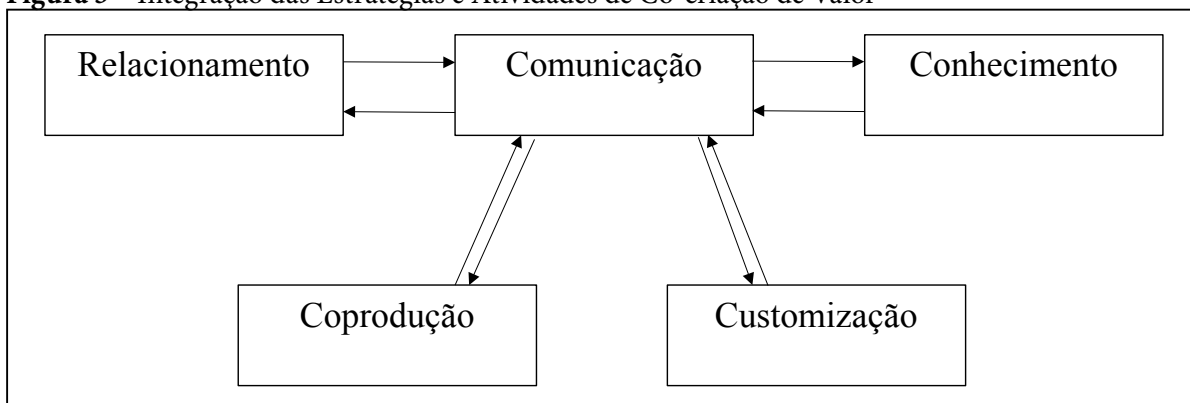 Figura 3 – Integração das Estratégias e Atividades de Co-criação de Valor
Relacionamento
Comunicação
Conhecimento
Coprodução
Customização